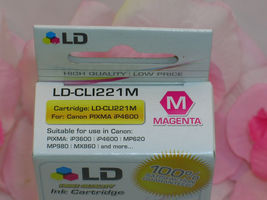 LD
HIGH QUALITY | LOW PRICE
LD-CLI221M
Cartridge: LD-CLI221M
For: Canon PIXMA iP4600
M
MAGENTA
Suitable for use in Canon:
PIXMA: iP3600 | iP4600 | MP620
MP980 | MX860 | and more...
100%
LD
Ink Cartridge